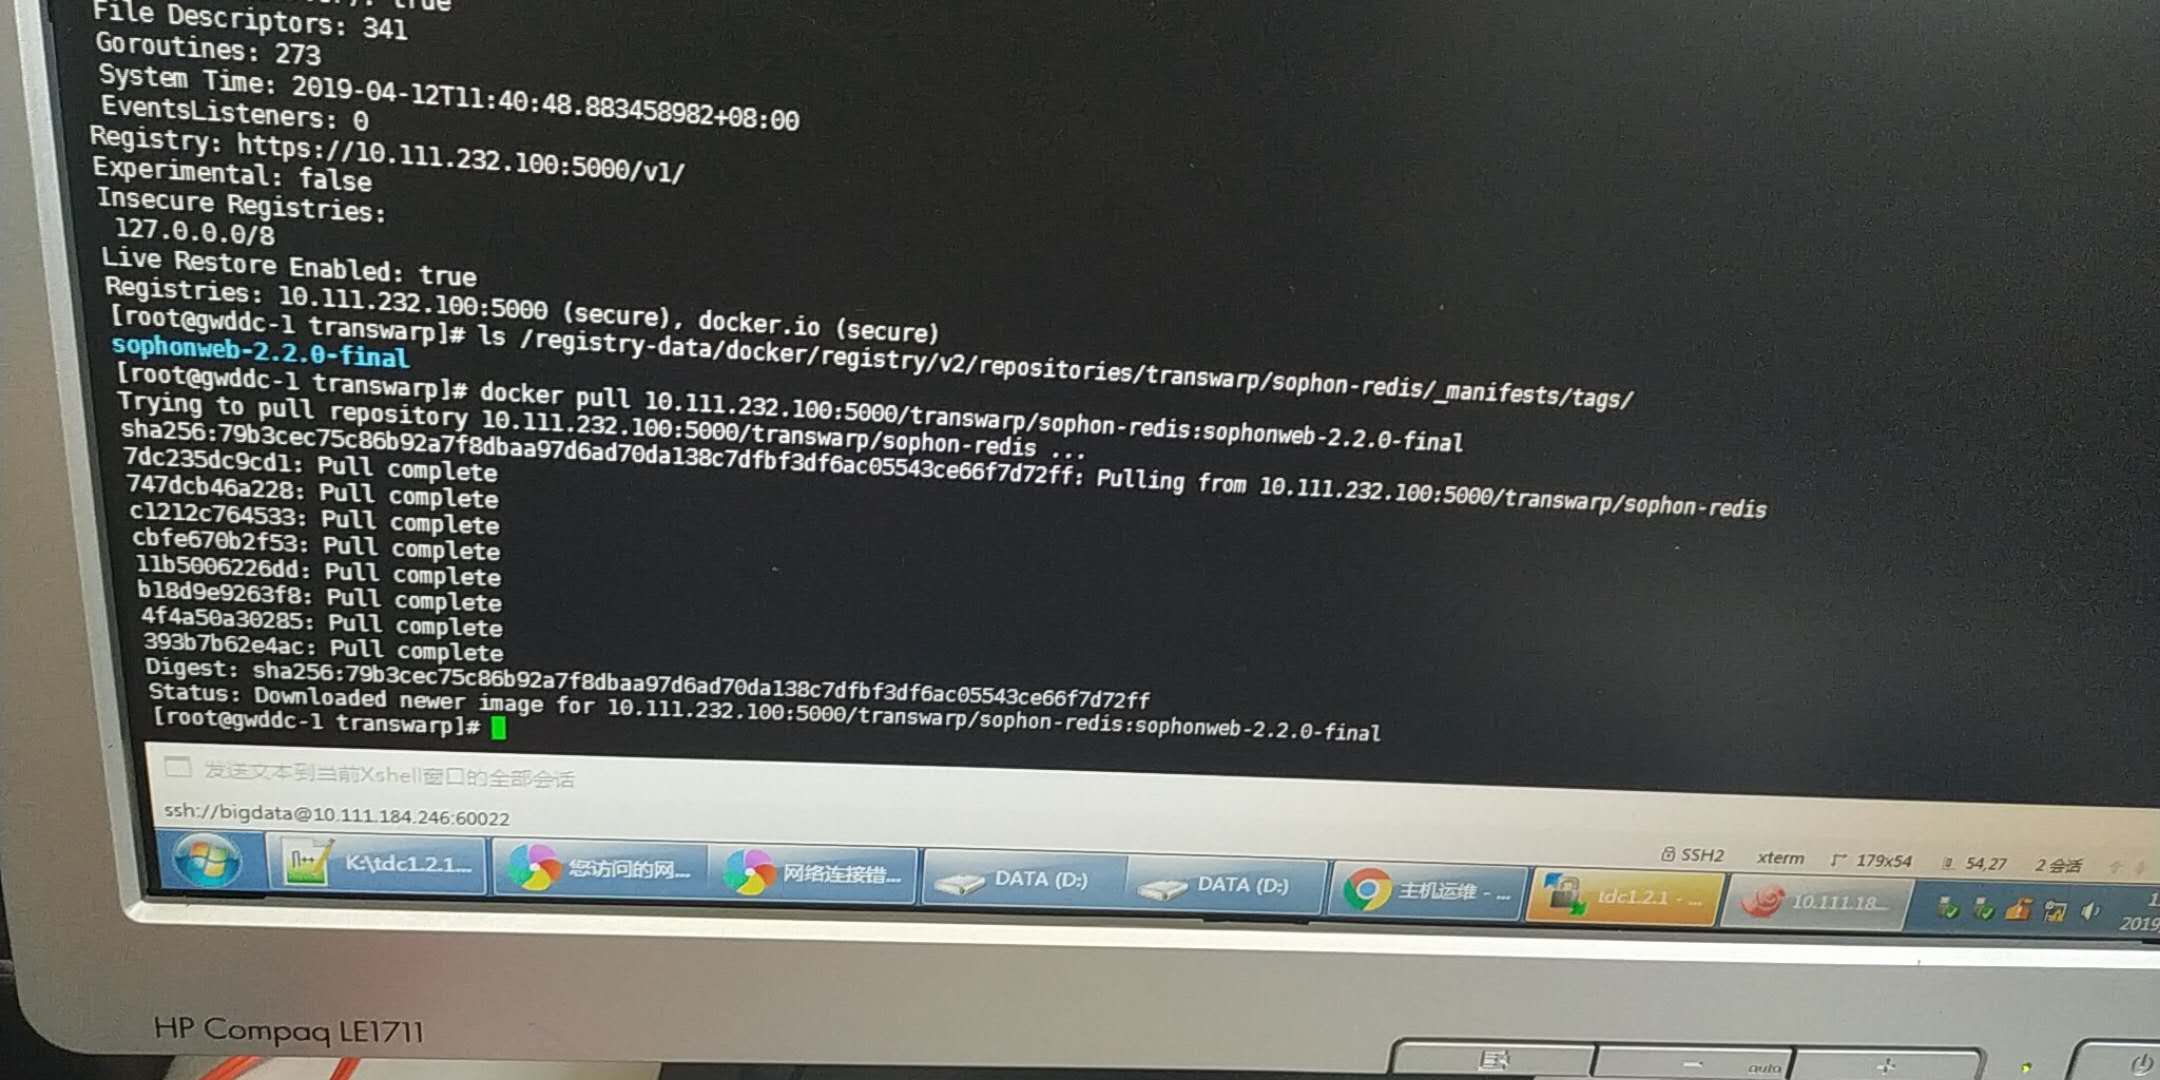 true
File Descriptors: 341
Goroutines: 273
System Time: 2019-04-12T11:40:48.883458982+08:00
EventsListeners: 0
Registry: https://10.111.232.100:5000/v1/
Experimental: false
Insecure Registries:
127.0.0.0/8
Live Restore Enabled: true
Registries: 10.111.232.100:5000 (secure), docker.io (secure)
[root@gwddc-1 transwarp]# ls /registry-data/docker/registry/v2/repositories/transwarp/sophon-redis/_manifests/tags/
sophonweb-2.2.0-final
[root@gwddc-1 transwarp]# docker pull 10.111.232.100:5000/transwarp/sophon-redis:sophonweb-2.2.0-final
Trying to pull repository 10.111.232.100:5000/transwarp/sophon-redis ...
sha256:79b3cec75c86b92a7f8dbaa97d6ad70da138c7dfbf3df6ac05543ce66f7d72ff: Pulling from 10.111.232.100:5000/transwarp/sophon-redis
7dc235dc9cd1: Pull complete
747dcb46a228: Pull complete
c1212c764533: Pull complete
cbfe670b2f53: Pull complete
11b5006226dd: Pull complete
b18d9e9263f8: Pull complete
4f4a50a30285: Pull complete
393b7b62e4ac: Pull complete
Digest: sha256:79b3cec75c86b92a7f8dbaa97d6ad70da138c7dfbf3df6ac05543ce66f7d72ff
Status: Downloaded newer image for 10.111.232.100:5000/transwarp/sophon-redis:sophonweb-2.2.0-final
[root@gwddc-1 transwarp]#
发送文本到当前Xshell窗口的全部会话
ssh://bigdata@10.111.184.246:60022
SSH2 xterm 179x54 54,27 2 会话
K:\tdc1.2.1... 您访问的网... 网络连接错... DATA (D:) DATA (D:) 主机运维 - ... tdc1.2.1 - ... 10.111.18...
2019
HP Compaq LE1711
auto